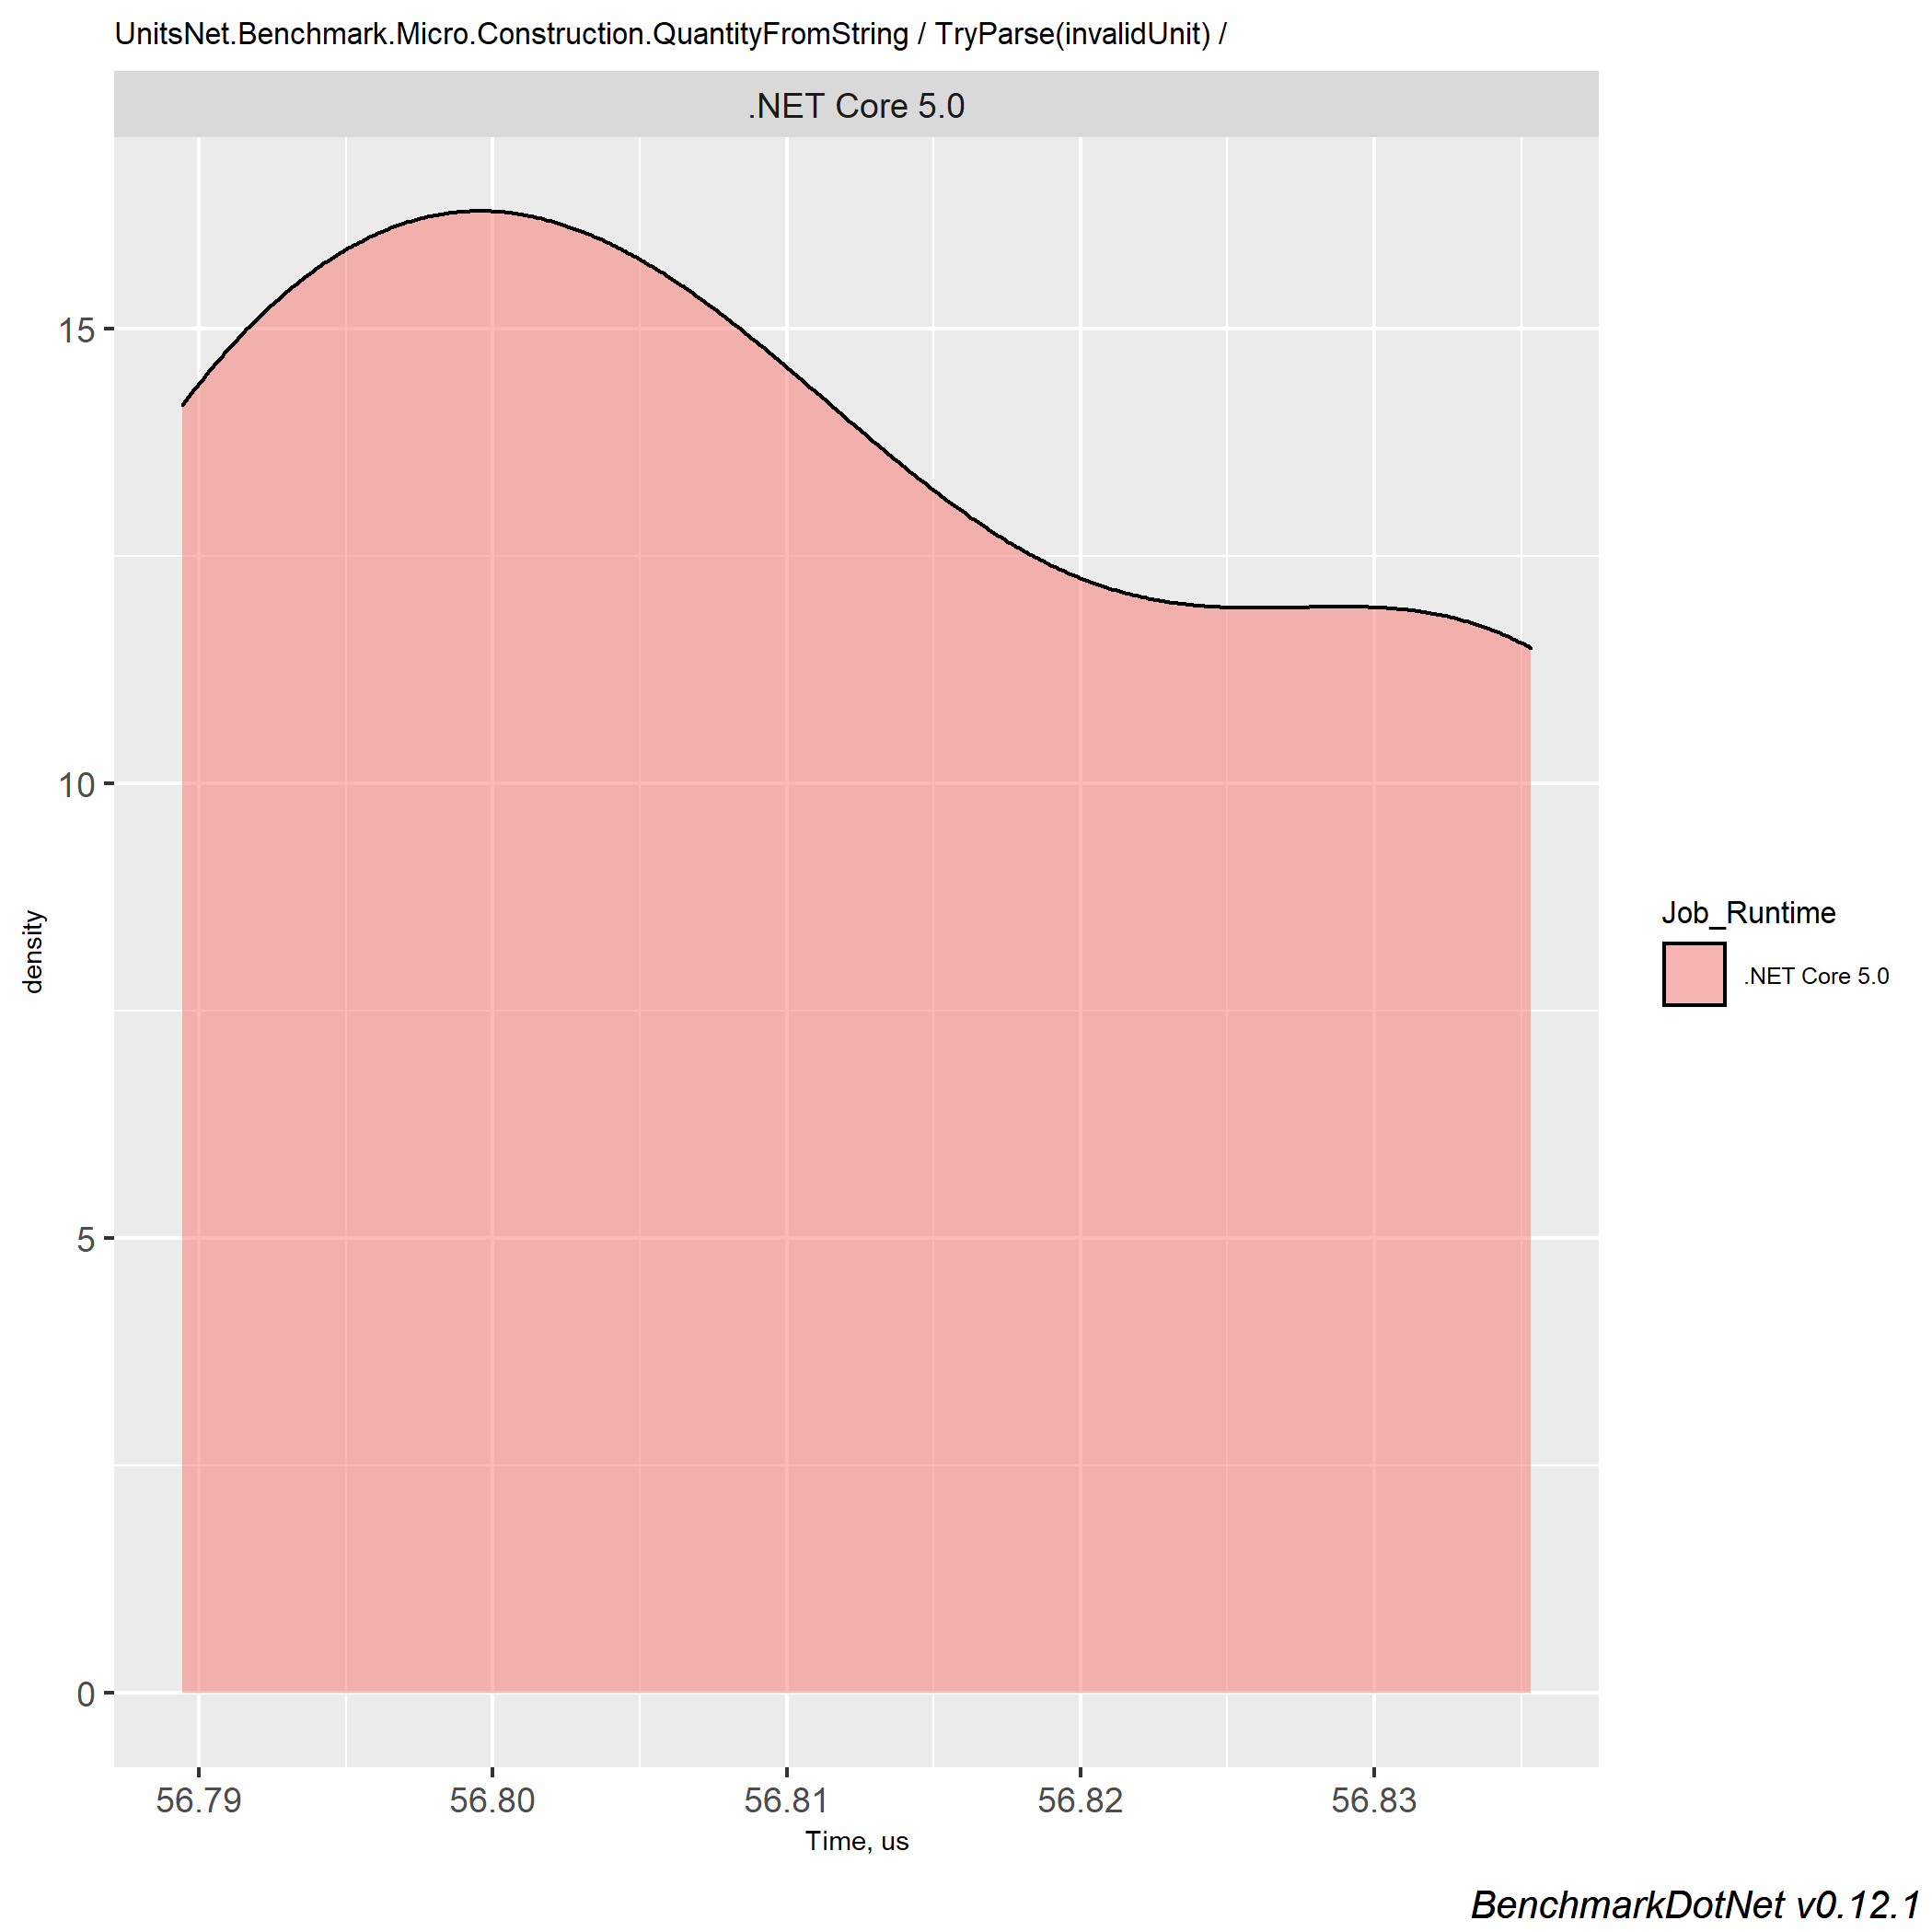 UnitsNet.Benchmark.Micro.Construction.QuantityFromString / TryParse(invalidUnit) /
.NET Core 5.0
15
10
5
0
density
56.79 56.80 56.81 56.82 56.83
Time, us
Job_Runtime
.NET Core 5.0
BenchmarkDotNet v0.12.1